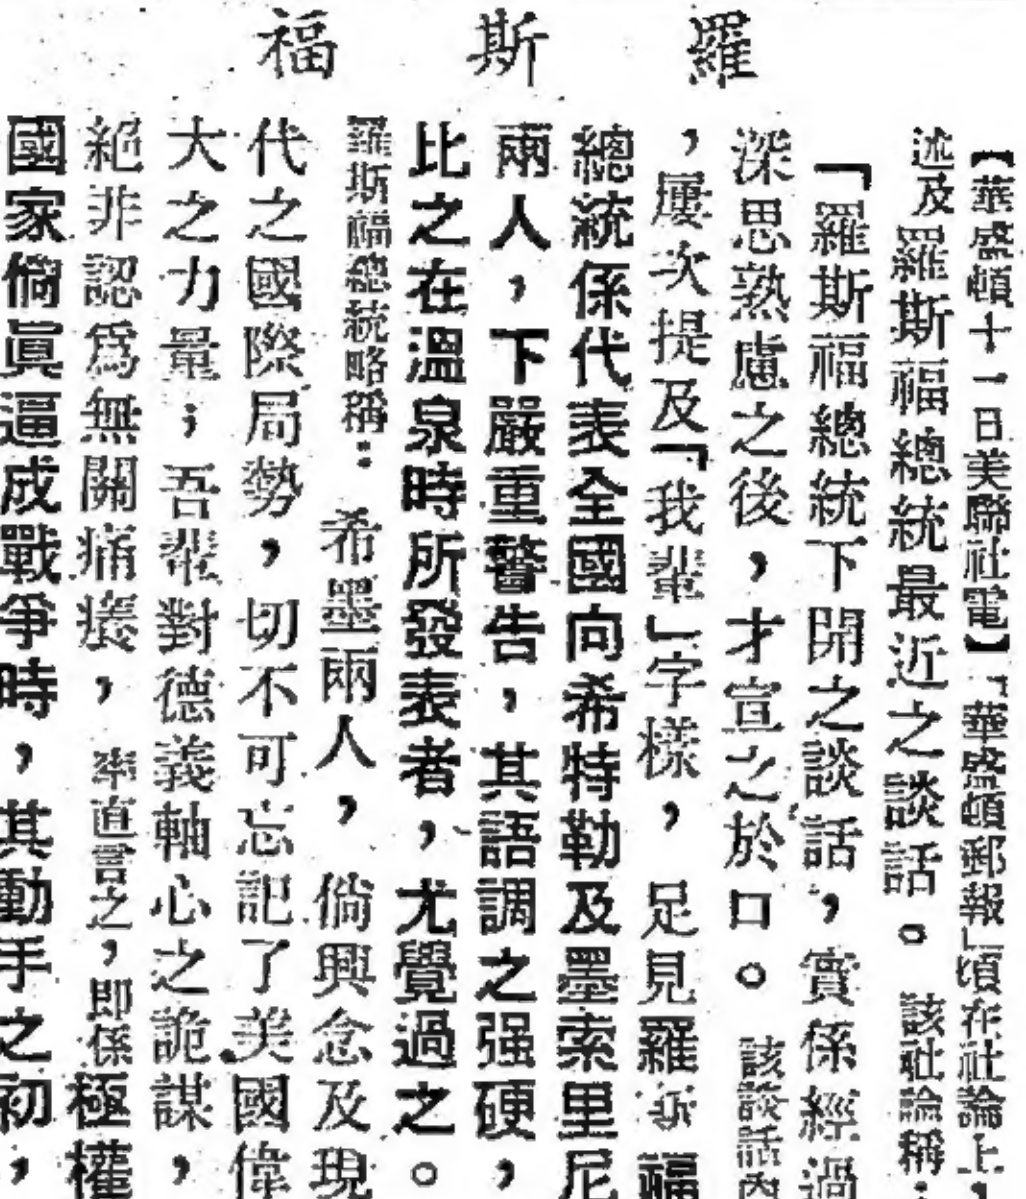 羅斯福
【華盛頓十一日美聯社電】「華盛頓郵報」頃在社論上,
述及羅斯福總統最近之談話。該社論稱:
「羅斯福總統下開之談話,實係經過
深思熟慮之後,才宣之於口。該談話內
,屢次提及「我輩」字樣,足見羅斯福
總統係代表全國向希特勒及墨索里尼
兩人,下嚴重警告,其語調之强硬,
比之在溫泉時所發表者,尤覺過之。
羅斯福總統略稱:希墨兩人,倘興念及現
代之國際局勢,切不可忘記了美國偉
大之力量;吾輩對德義軸心之詭謀,
絕非認爲無關痛癢,率直言之,即係極權
國家倘眞逼成戰爭時,其動手之初,